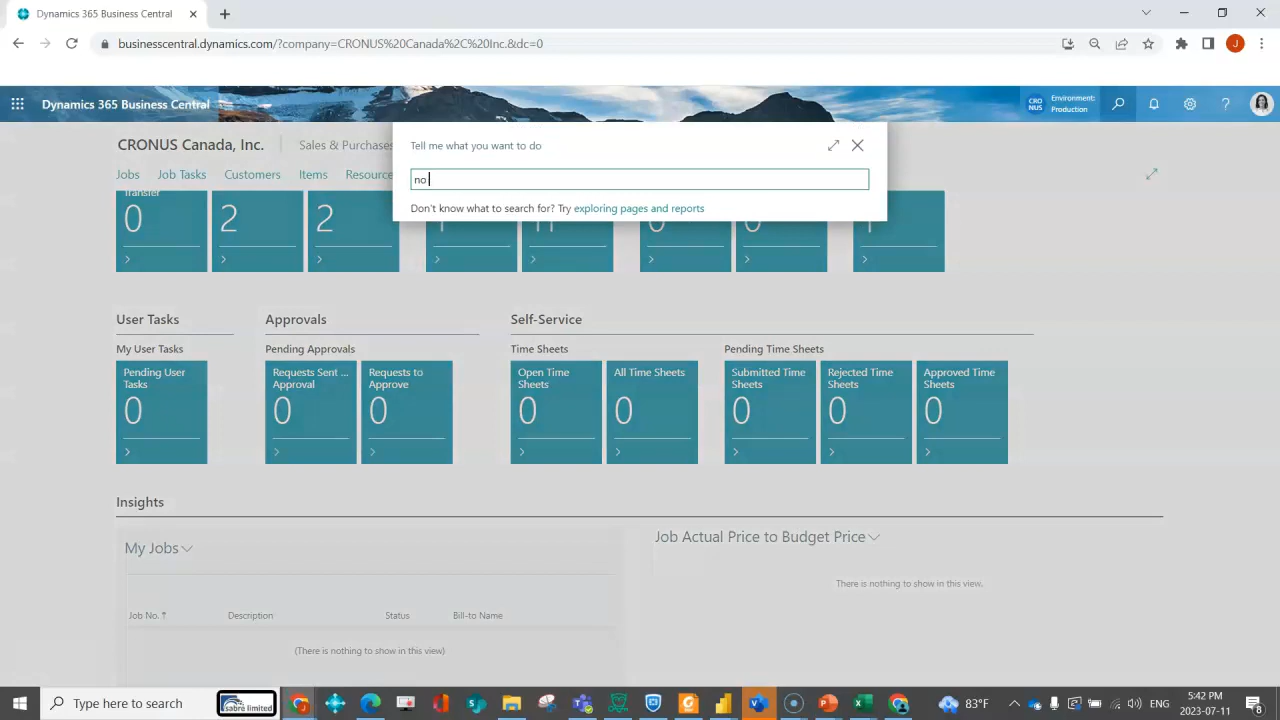 Dynamics 365 Business Central
businesscentral.dynamics.com/?company=CRONUS%20Canada%2C%20Inc.&dc=0
J
Dynamics 365 Business Central
CRO
NUS
Environment:
Production
CRONUS Canada, Inc.
Sales & Purchases
Tell me what you want to do
Jobs
Job Tasks
Customers
Items
Resource
no
Don't know what to search for? Try exploring pages and reports
Transfer
0
2
2
User Tasks
Approvals
Self-Service
My User Tasks
Pending Approvals
Time Sheets
Pending Time Sheets
Pending User
Tasks
0
Requests Sent ...
Approval
0
Requests to
Approve
0
Open Time
Sheets
0
All Time Sheets
0
Submitted Time
Sheets
0
Rejected Time
Sheets
0
Approved Time
Sheets
0
Insights
My Jobs
Job Actual Price to Budget Price
There is nothing to show in this view.
Job No. ↑
Description
Status
Bill-to Name
(There is nothing to show in this view)
Type here to search
sabra limited
83°F
ENG
5:42 PM
2023-07-11
8